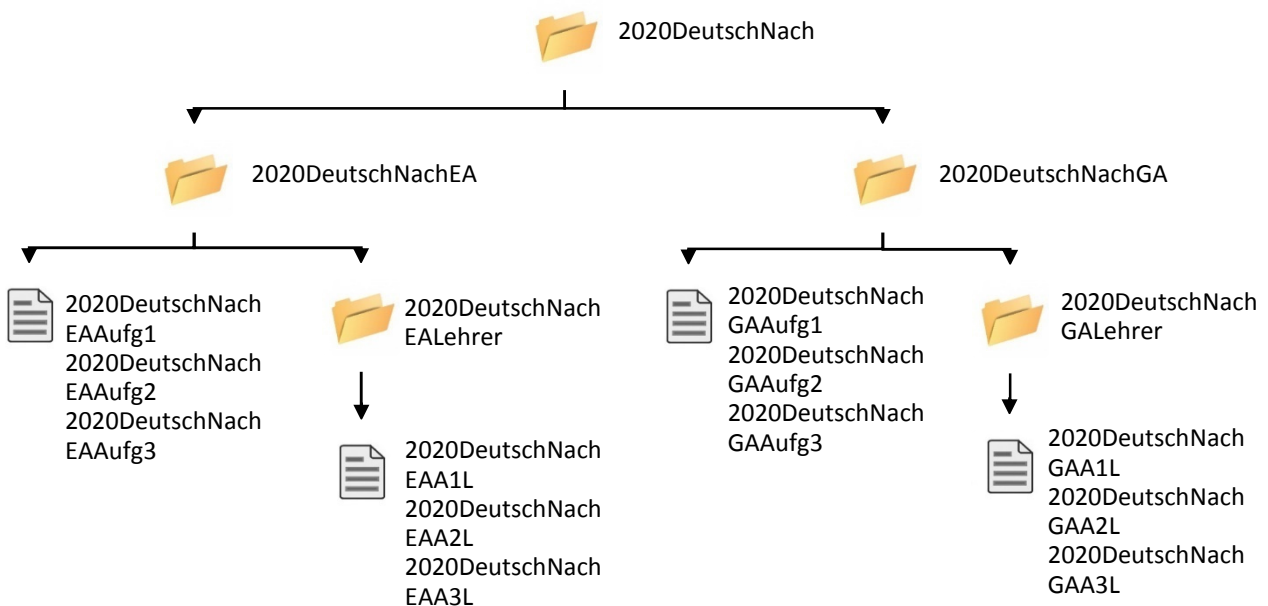 2020DeutschNach
2020DeutschNachEA
2020DeutschNachGA
2020DeutschNach
EAAufg1
2020DeutschNach
EAAufg2
2020DeutschNach
EAAufg3
2020DeutschNach
EALehrer
2020DeutschNach
EAA1L
2020DeutschNach
EAA2L
2020DeutschNach
EAA3L
2020DeutschNach
GAAufg1
2020DeutschNach
GAAufg2
2020DeutschNach
GAAufg3
2020DeutschNach
GALehrer
2020DeutschNach
GAA1L
2020DeutschNach
GAA2L
2020DeutschNach
GAA3L